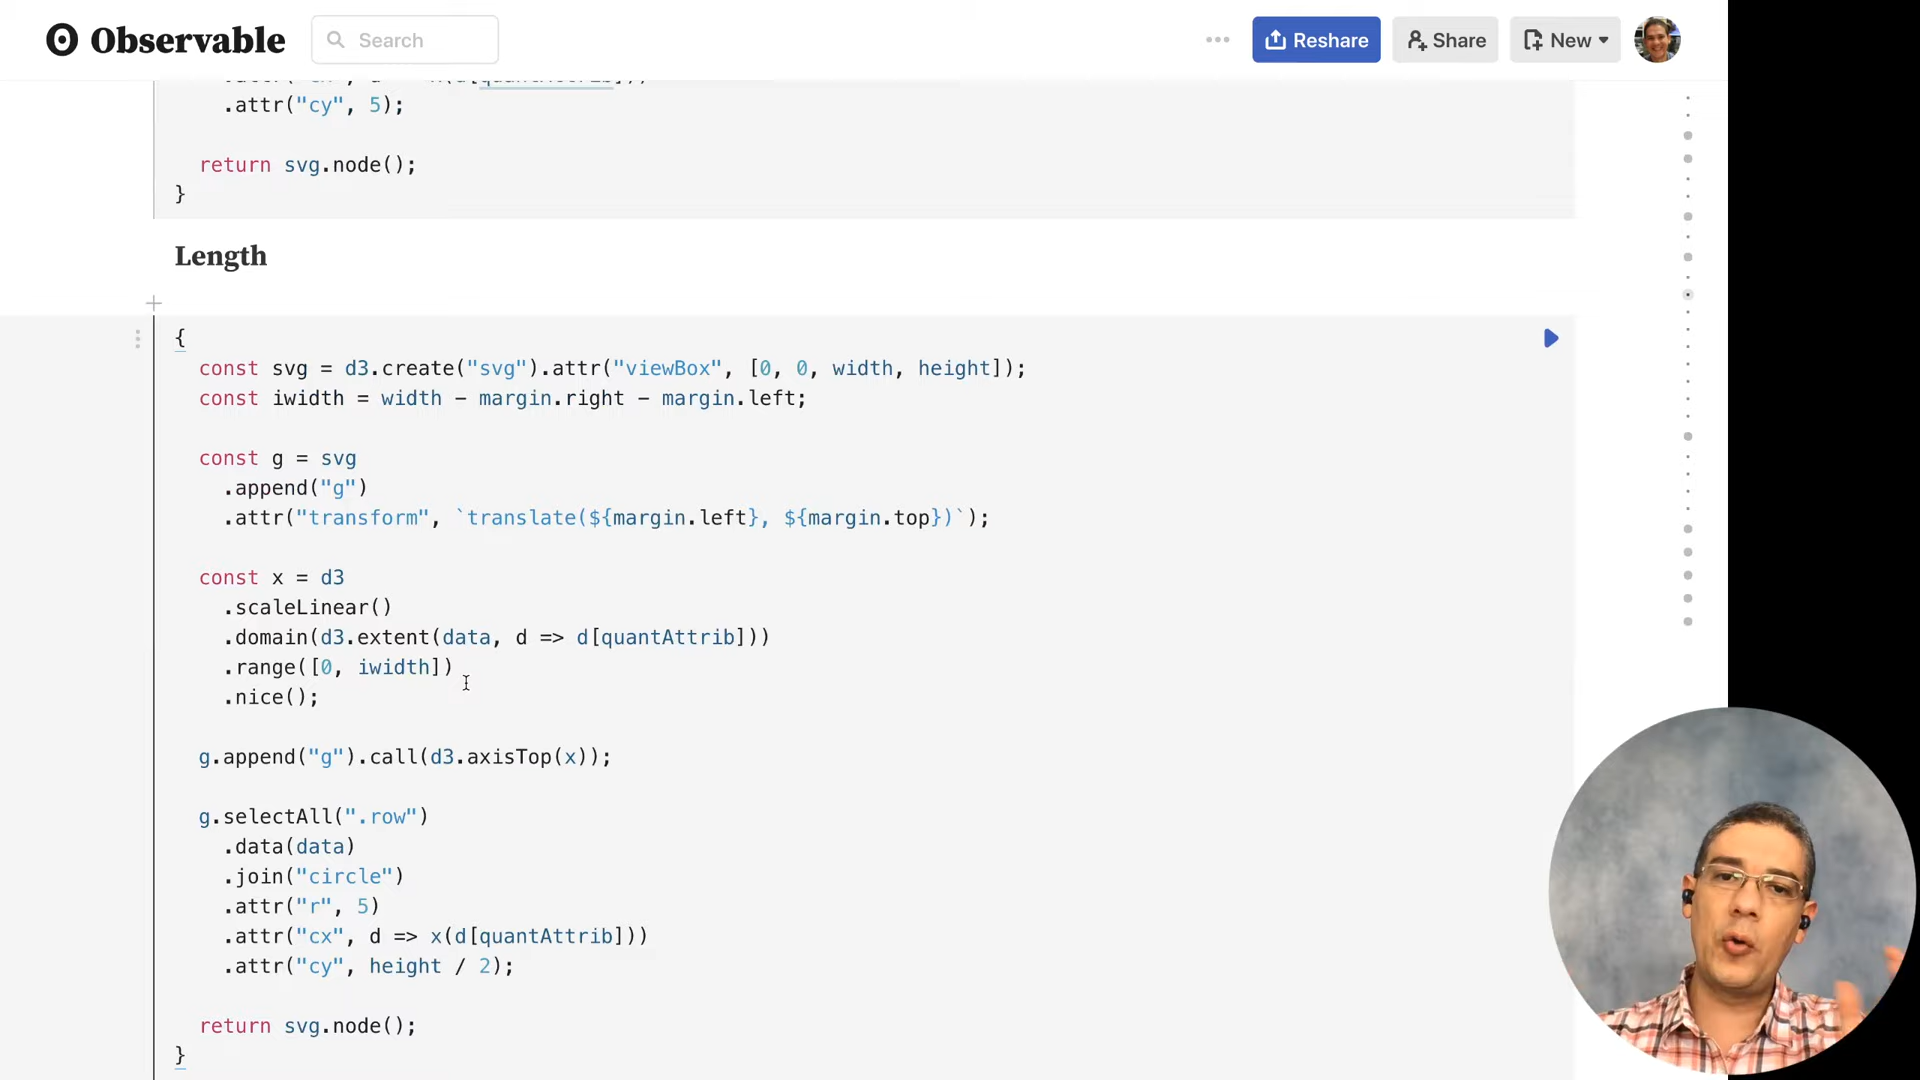 Observable
Search
Reshare
Share
New
.attr("cy", 5);
return svg.node();
}
Length
{
const svg = d3.create("svg").attr("viewBox", [0, 0, width, height]);
const iwidth = width - margin.right - margin.left;
const g = svg
.append("g")
.attr("transform", `translate(${margin.left}, ${margin.top})`);
const x = d3
.scaleLinear()
.domain(d3.extent(data, d => d[quantAttrib]))
.range([0, iwidth])
.nice();
g.append("g").call(d3.axisTop(x));
g.selectAll(".row")
.data(data)
.join("circle")
.attr("r", 5)
.attr("cx", d => x(d[quantAttrib]))
.attr("cy", height / 2);
return svg.node();
}